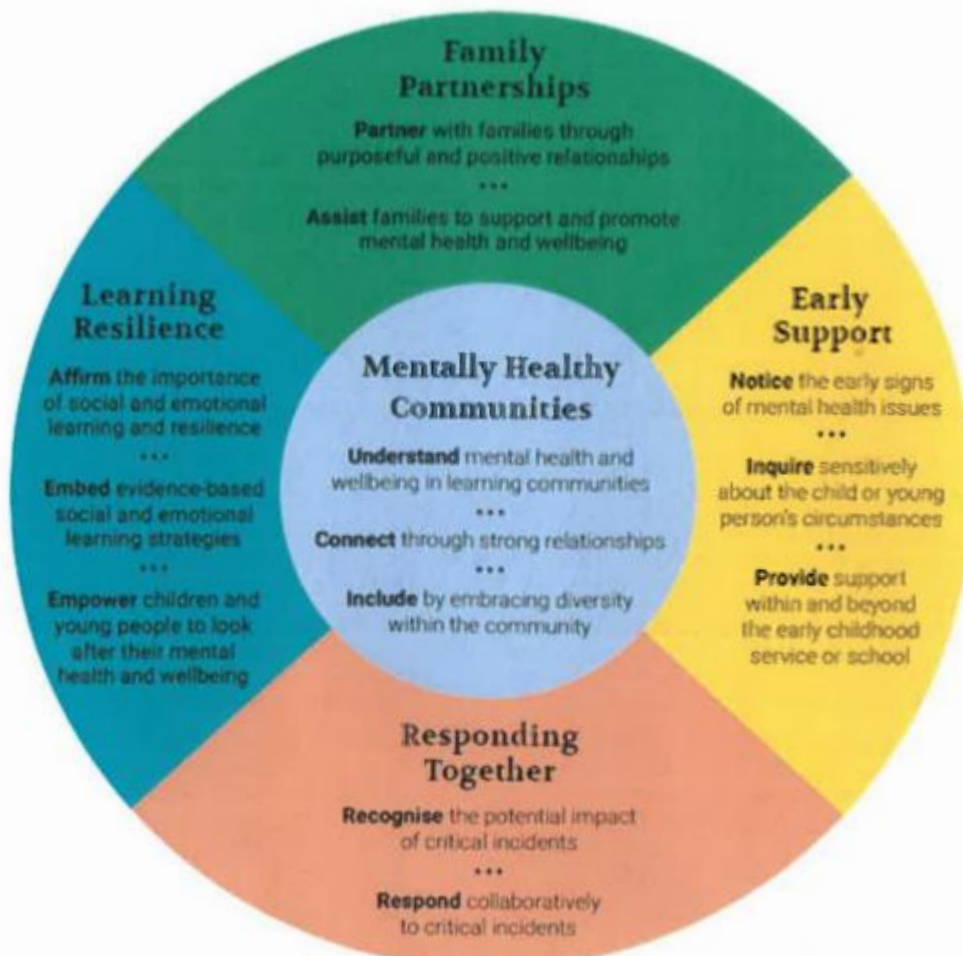 Family
Partnerships
Partner with families through
purposeful and positive relationships
•••
Assist families to support and promote
mental health and wellbeing
Learning
Resilience
Affirm the importance
of social and emotional
learning and resilience
•••
Embed evidence-based
social and emotional
learning strategies
•••
Empower children and
young people to look
after their mental
health and wellbeing
Mentally Healthy
Communities
Understand mental health and
wellbeing in learning communities
•••
Connect through strong relationships
•••
Include by embracing diversity
within the community
Early
Support
Notice the early signs
of mental health issues
•••
Inquire sensitively
about the child or young
person's circumstances
•••
Provide support
within and beyond
the early childhood
service or school
Responding
Together
Recognise the potential impact
of critical incidents
•••
Respond collaboratively
to critical incidents